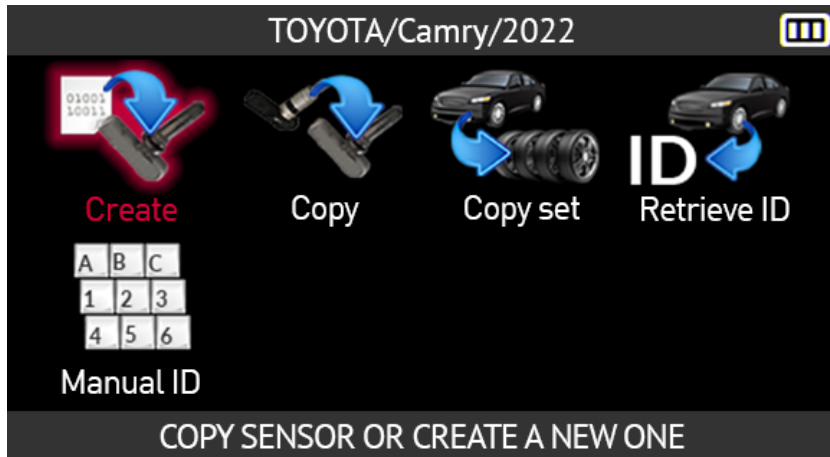 TOYOTA/Camry/2022
01001
10011
Create
Copy
Copy set
ID
Retrieve ID
A B C
1 2 3
4 5 6
Manual ID
COPY SENSOR OR CREATE A NEW ONE